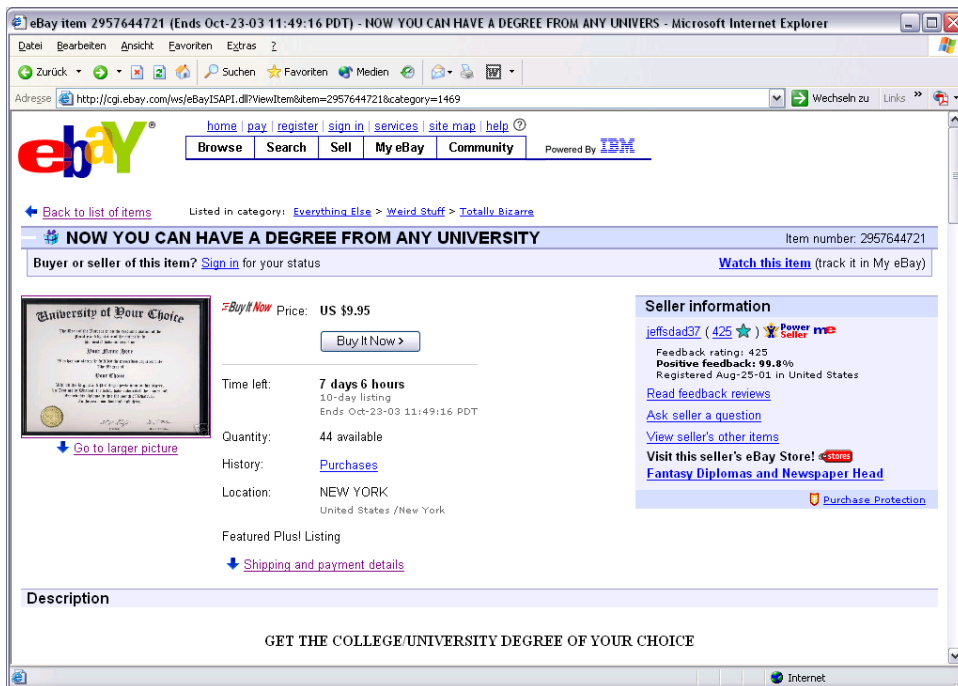 eBay item 2957644721 (Ends Oct-23-03 11:49:16 PDT) - NOW YOU CAN HAVE A DEGREE FROM ANY UNIVERS - Microsoft Internet Explorer
Datei Bearbeiten Ansicht Favoriten Extras ?
Zurück Suchen Favoriten Medien
Adresse http://cgi.ebay.com/ws/eBayISAPI.dll?ViewItem&item=2957644721&category=1469 Wechseln zu Links »
ebY®
home | pay | register | sign in | services | site map | help ?
Browse Search Sell My eBay Community Powered By IBM
Back to list of items Listed in category: Everything Else > Weird Stuff > Totally Bizarre
NOW YOU CAN HAVE A DEGREE FROM ANY UNIVERSITY Item number: 2957644721
Buyer or seller of this item? Sign in for your status Watch this item (track it in My eBay)
University of Your Choice
Your Name Here
Your Choice
Go to larger picture
Buy It Now Price: US $9.95
Buy It Now >
Time left: 7 days 6 hours
10-day listing
Ends Oct-23-03 11:49:16 PDT
Quantity: 44 available
History: Purchases
Location: NEW YORK
United States /New York
Featured Plus! Listing
Shipping and payment details
Seller information
jeffsdad37 ( 425 ) Power Seller me
Feedback rating: 425
Positive feedback: 99.8%
Registered Aug-25-01 in United States
Read feedback reviews
Ask seller a question
View seller's other items
Visit this seller's eBay Store! eStores
Fantasy Diplomas and Newspaper Head
Purchase Protection
Description
GET THE COLLEGE/UNIVERSITY DEGREE OF YOUR CHOICE
Internet